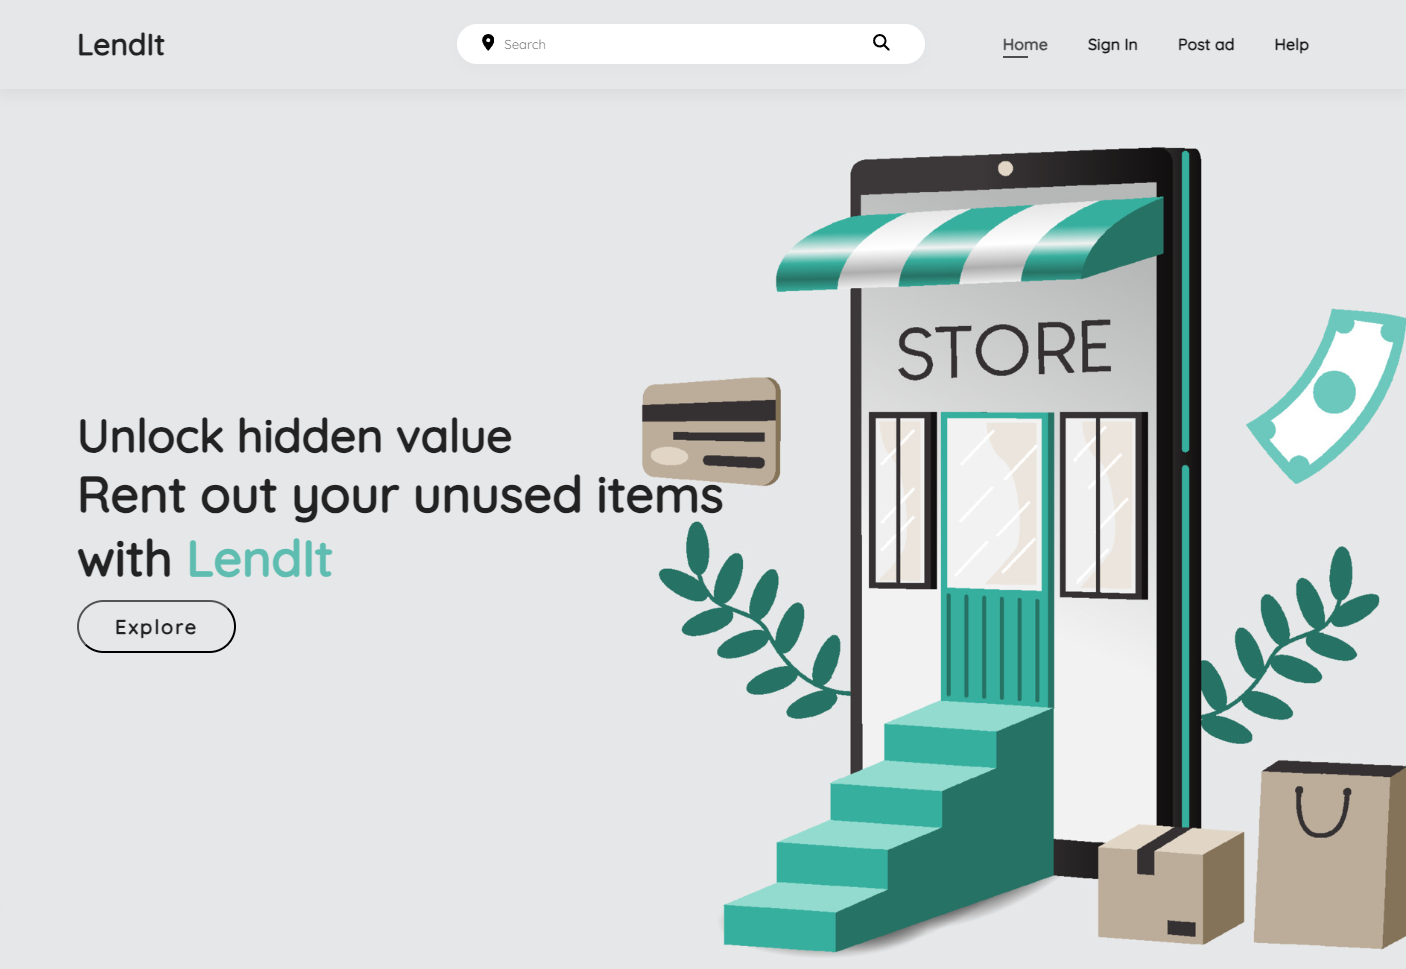 LendIt
Search
Home
Sign In
Post ad
Help
STORE
Unlock hidden value
Rent out your unused items
with LendIt
Explore